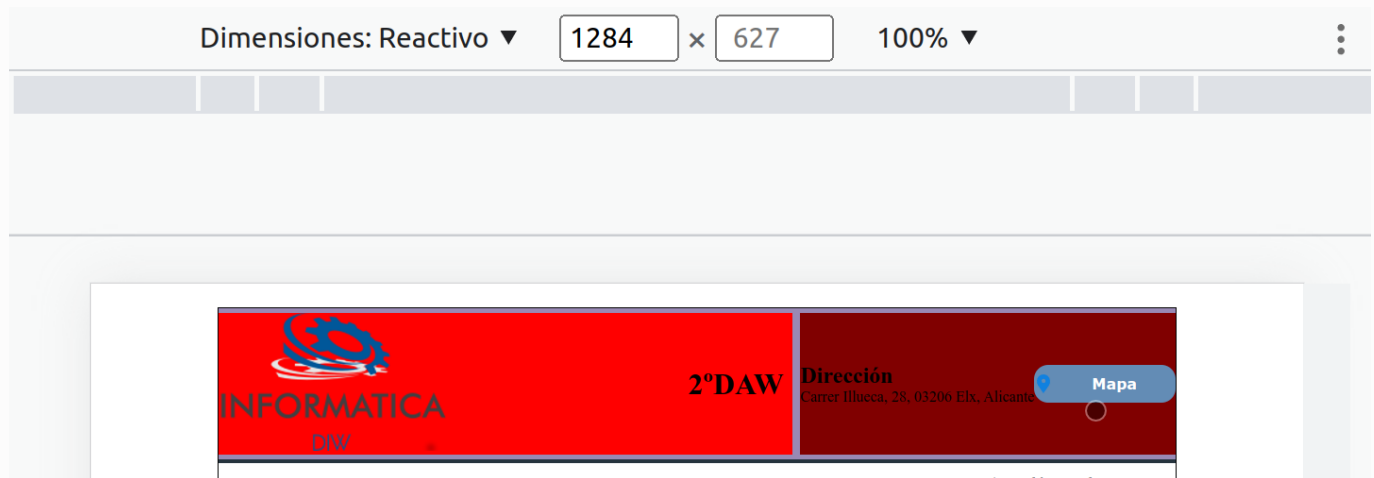 Dimensiones: Reactivo ▼ 1284 × 627 100% ▼
INFORMATICA
DIW
2ºDAW
Dirección
Carrer Illueca, 28, 03206 Elx, Alicante
Mapa